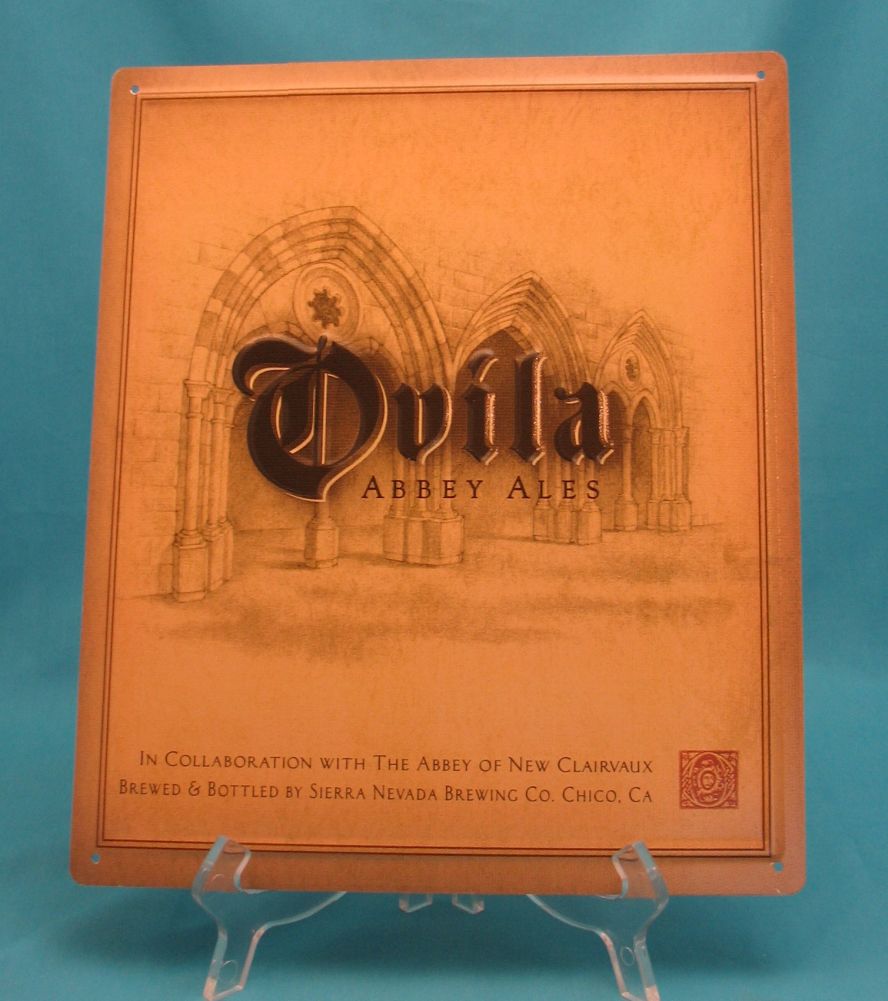 Ovila
ABBEY ALES
IN COLLABORATION WITH THE ABBEY OF NEW CLAIRVAUX
BREWED & BOTTLED BY SIERRA NEVADA BREWING CO. CHICO, CA